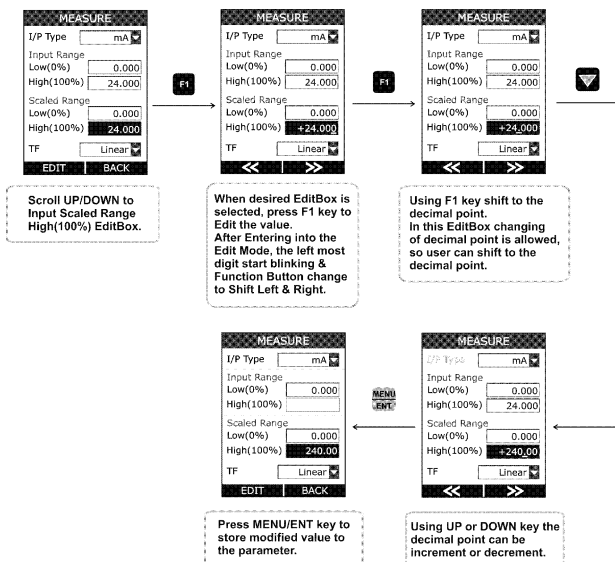 MEASURE
I/P Type mA
Input Range
Low(0%) 0.000
High(100%) 24.000
Scaled Range
Low(0%) 0.000
High(100%) 24.000
TF Linear
EDIT BACK
Scroll UP/DOWN to
Input Scaled Range
High(100%) EditBox.
F1
MEASURE
I/P Type mA
Input Range
Low(0%) 0.000
High(100%) 24.000
Scaled Range
Low(0%) 0.000
High(100%) +24.000
TF Linear
<< >>
When desired EditBox is
selected, press F1 key to
Edit the value.
After Entering into the
Edit Mode, the left most
digit start blinking &
Function Button change
to Shift Left & Right.
F1
MEASURE
I/P Type mA
Input Range
Low(0%) 0.000
High(100%) 24.000
Scaled Range
Low(0%) 0.000
High(100%) +24.000
TF Linear
<< >>
Using F1 key shift to the
decimal point.
In this EditBox changing
of decimal point is allowed,
so user can shift to the
decimal point.
MEASURE
I/P Type mA
Input Range
Low(0%) 0.000
High(100%)
Scaled Range
Low(0%) 0.000
High(100%) 240.00
TF Linear
EDIT BACK
Press MENU/ENT key to
store modified value to
the parameter.
MENU
ENT
MEASURE
I/P Type mA
Input Range
Low(0%) 0.000
High(100%) 24.000
Scaled Range
Low(0%) 0.000
High(100%) +240.00
TF Linear
<< >>
Using UP or DOWN key the
decimal point can be
increment or decrement.